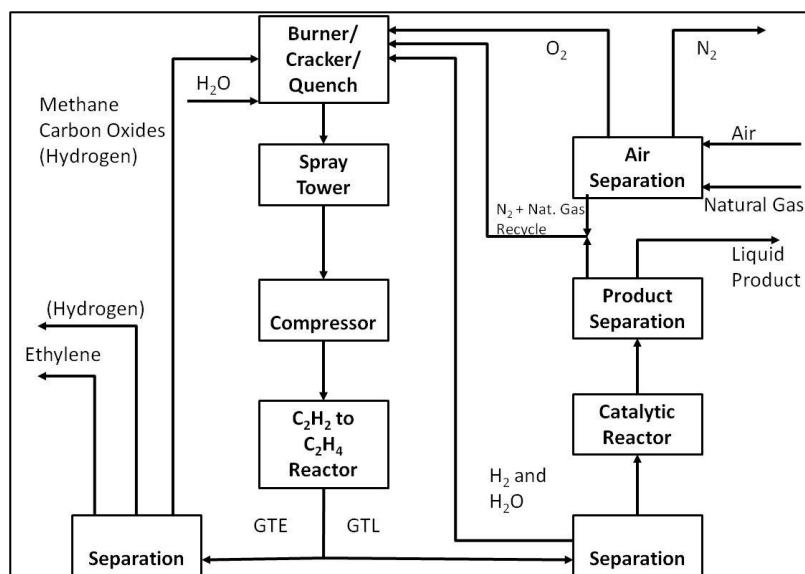 Burner/
Cracker/
Quench
O₂
N₂
H₂O
Methane
Carbon Oxides
(Hydrogen)
Air
Air
Separation
Spray
Tower
Natural Gas
N₂ + Nat. Gas
Recycle
Liquid
Product
Product
Separation
(Hydrogen)
Compressor
Ethylene
C₂H₂ to
C₂H₄
Reactor
Catalytic
Reactor
H₂ and
H₂O
GTE
GTL
Separation
Separation